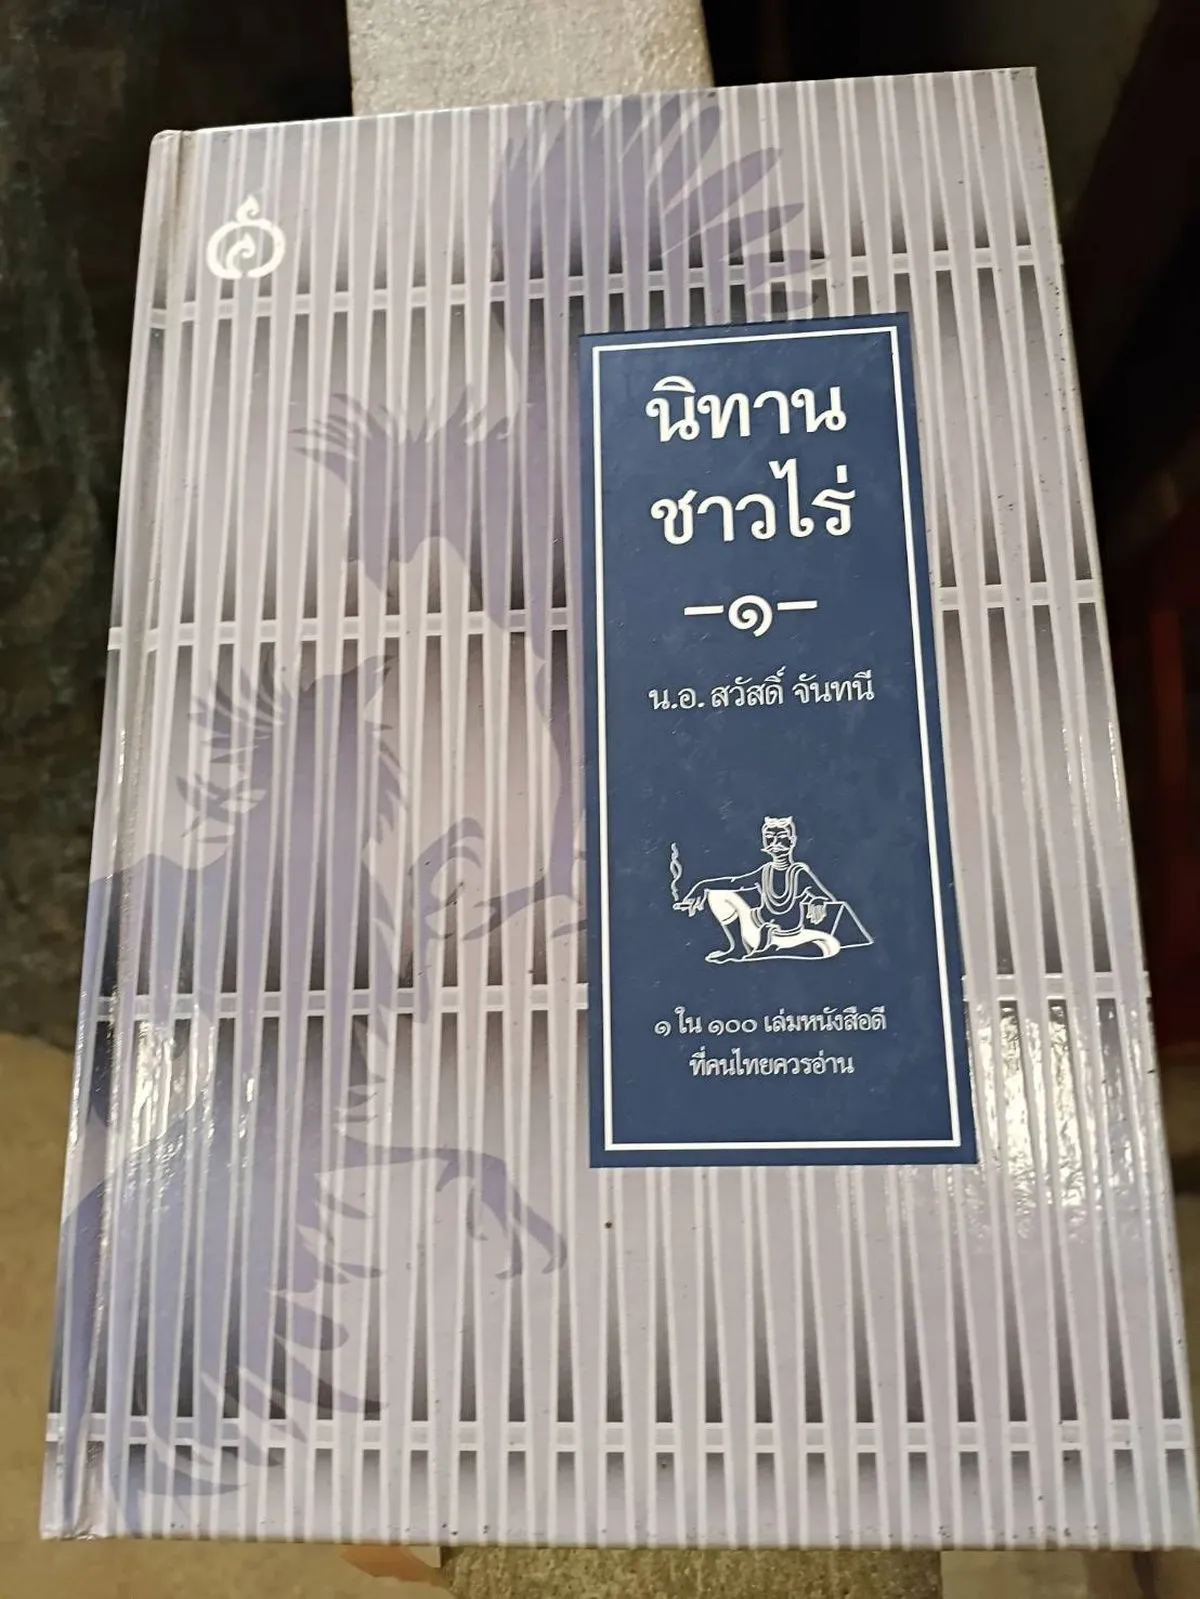 นิทาน
ชาวไร่
–๑–
น.อ. สวัสดิ์ จันทนี
๑ ใน ๑๐๐ เล่มหนังสือดี
ที่คนไทยควรอ่าน